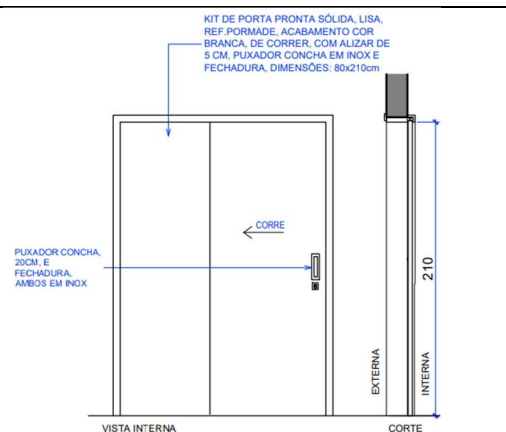 KIT DE PORTA PRONTA SÓLIDA, LISA,
REF.PORMADE, ACABAMENTO COR
BRANCA, DE CORRER, COM ALIZAR DE
5 CM, PUXADOR CONCHA EM INOX E
FECHADURA, DIMENSÕES: 80x210cm
CORRE
PUXADOR CONCHA,
20CM, E
FECHADURA.
AMBOS EM INOX
210
EXTERNA
INTERNA
VISTA INTERNA
CORTE